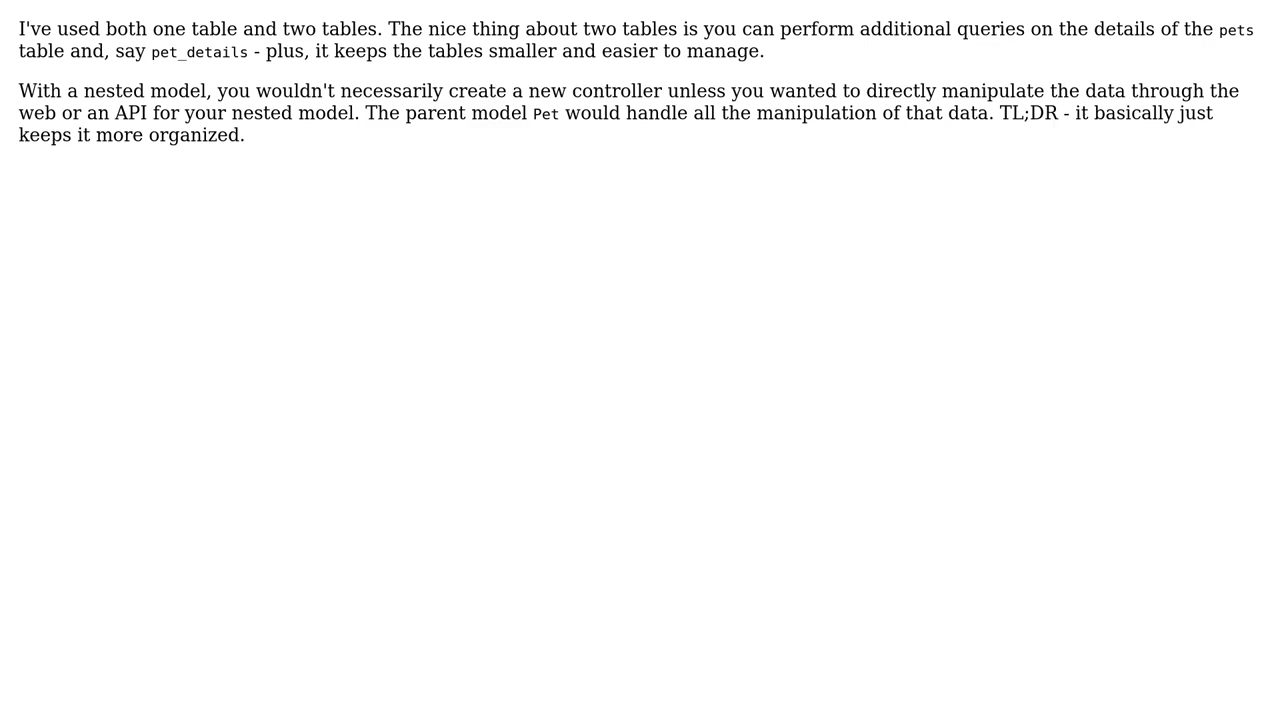 I've used both one table and two tables. The nice thing about two tables is you can perform additional queries on the details of the pets
table and, say pet_details - plus, it keeps the tables smaller and easier to manage.
With a nested model, you wouldn't necessarily create a new controller unless you wanted to directly manipulate the data through the
web or an API for your nested model. The parent model Pet would handle all the manipulation of that data. TL;DR - it basically just
keeps it more organized.